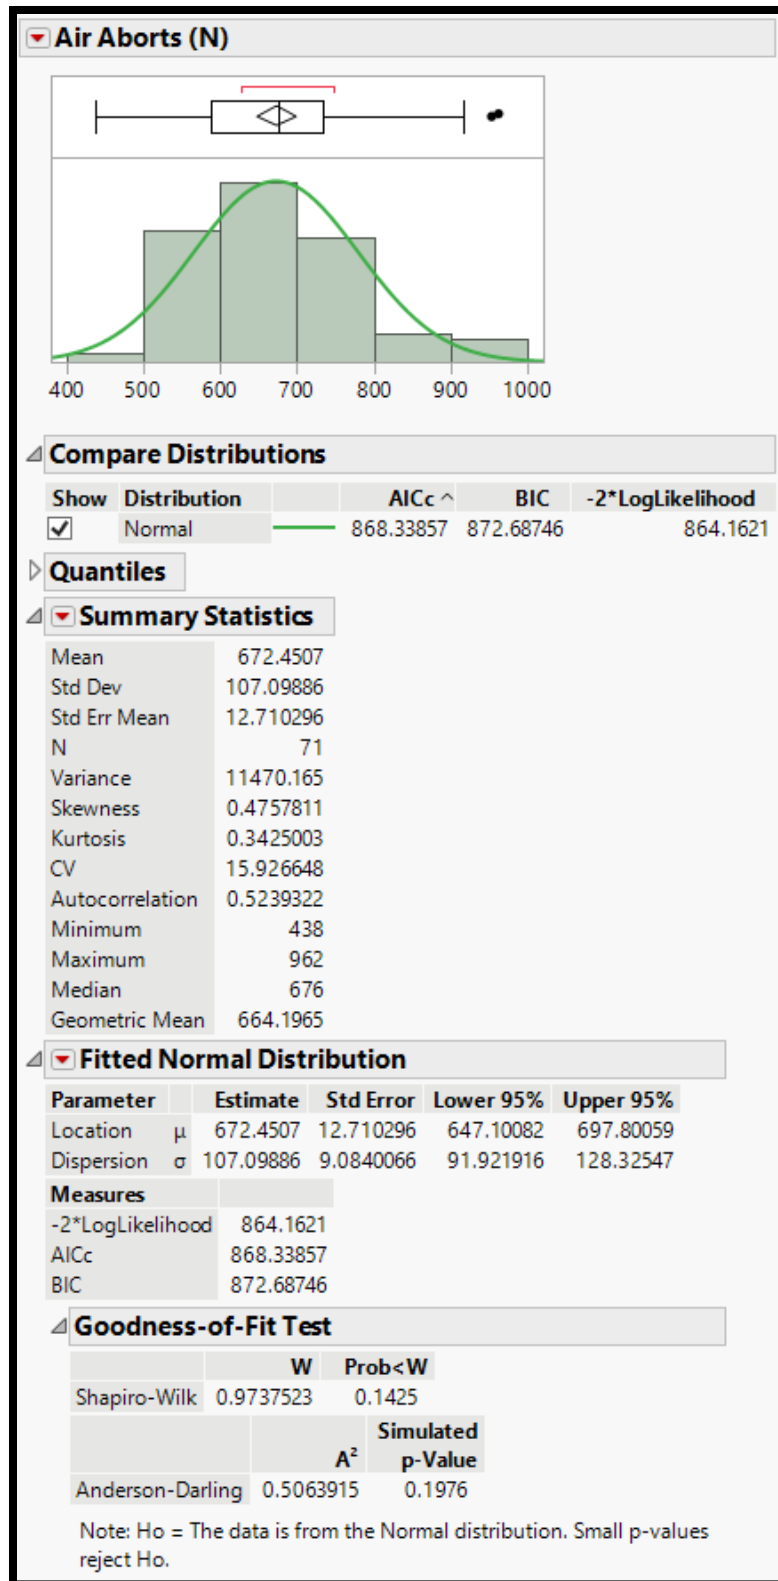 Air Aborts (N)
400 500 600 700 800 900 1000
Compare Distributions
Show Distribution AICc ^ BIC -2*LogLikelihood
Normal 868.33857 872.68746 864.1621
Quantiles
Summary Statistics
Mean 672.4507
Std Dev 107.09886
Std Err Mean 12.710296
N 71
Variance 11470.165
Skewness 0.4757811
Kurtosis 0.3425003
CV 15.926648
Autocorrelation 0.5239322
Minimum 438
Maximum 962
Median 676
Geometric Mean 664.1965
Fitted Normal Distribution
Parameter Estimate Std Error Lower 95% Upper 95%
Location μ 672.4507 12.710296 647.10082 697.80059
Dispersion σ 107.09886 9.0840066 91.921916 128.32547
Measures
-2*LogLikelihood 864.1621
AICc 868.33857
BIC 872.68746
Goodness-of-Fit Test
W Prob<W
Shapiro-Wilk 0.9737523 0.1425
Simulated
A² p-Value
Anderson-Darling 0.5063915 0.1976
Note: Ho = The data is from the Normal distribution. Small p-values
reject Ho.